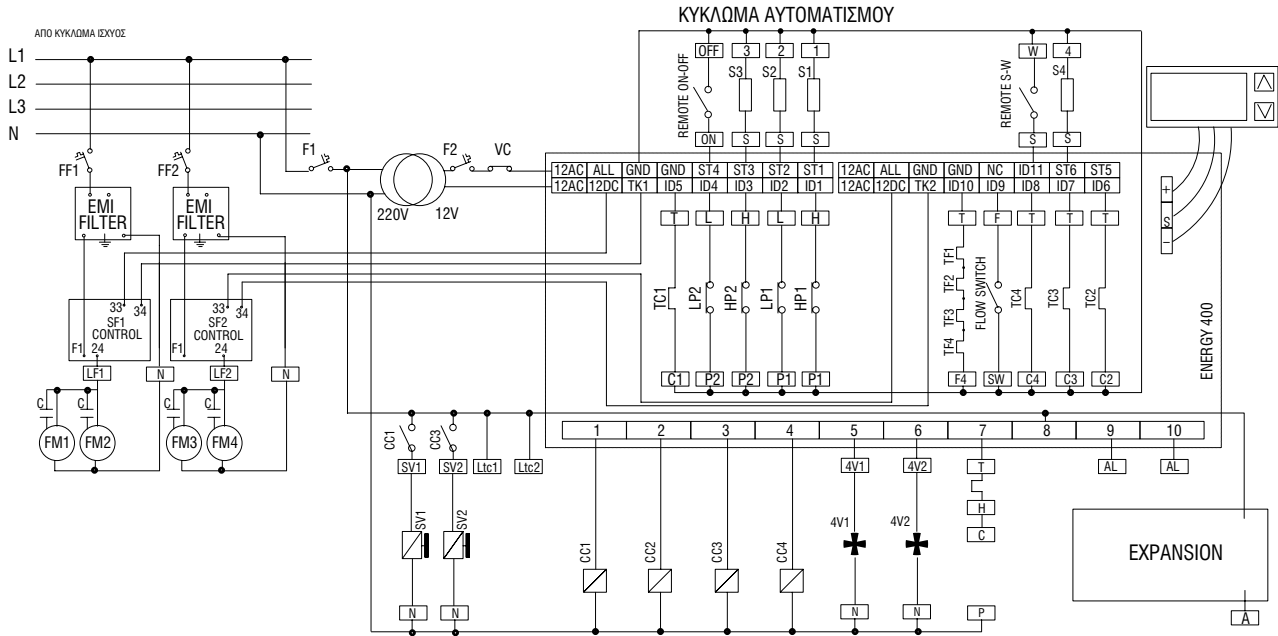 ΚΥΚΛΩΜΑ ΑΥΤΟΜΑΤΙΣΜΟΥ
ΑΠΟ ΚΥΚΛΩΜΑ ΙΣΧΥΟΣ
L1
L2
L3
N
OFF 3 2 1 W 4
REMOTE ON-OFF S3 S2 S1 REMOTE S-W S4
ON S S S S S
FF1 FF2 F1 F2 VC
220V 12V
12AC ALL GND GND ST4 ST3 ST2 ST1 12AC ALL GND GND NC ID11 ST6 ST5
12AC 12DC TK1 ID5 ID4 ID3 ID2 ID1 12AC 12DC TK2 ID10 ID9 ID8 ID7 ID6
+
S
−
EMI FILTER EMI FILTER
T L H L H T F T T T
TC1 LP2 HP2 LP1 HP1 TF1 TF2 TF3 TF4 FLOW SWITCH TC4 TC3 TC2
33 34 33 34
SF1 CONTROL SF2 CONTROL
F1 24 F1 24
LF1 N LF2 N
C1 P2 P2 P1 P1 F4 SW C4 C3 C2
ENERGY 400
C C C C
FM1 FM2 FM3 FM4
CC1 CC3
1 2 3 4 5 6 7 8 9 10
SV1 SV2 Ltc1 Ltc2 4V1 4V2 T AL AL
H
C
SV1 SV2 4V1 4V2
CC1 CC2 CC3 CC4
EXPANSION
N N N N P
A